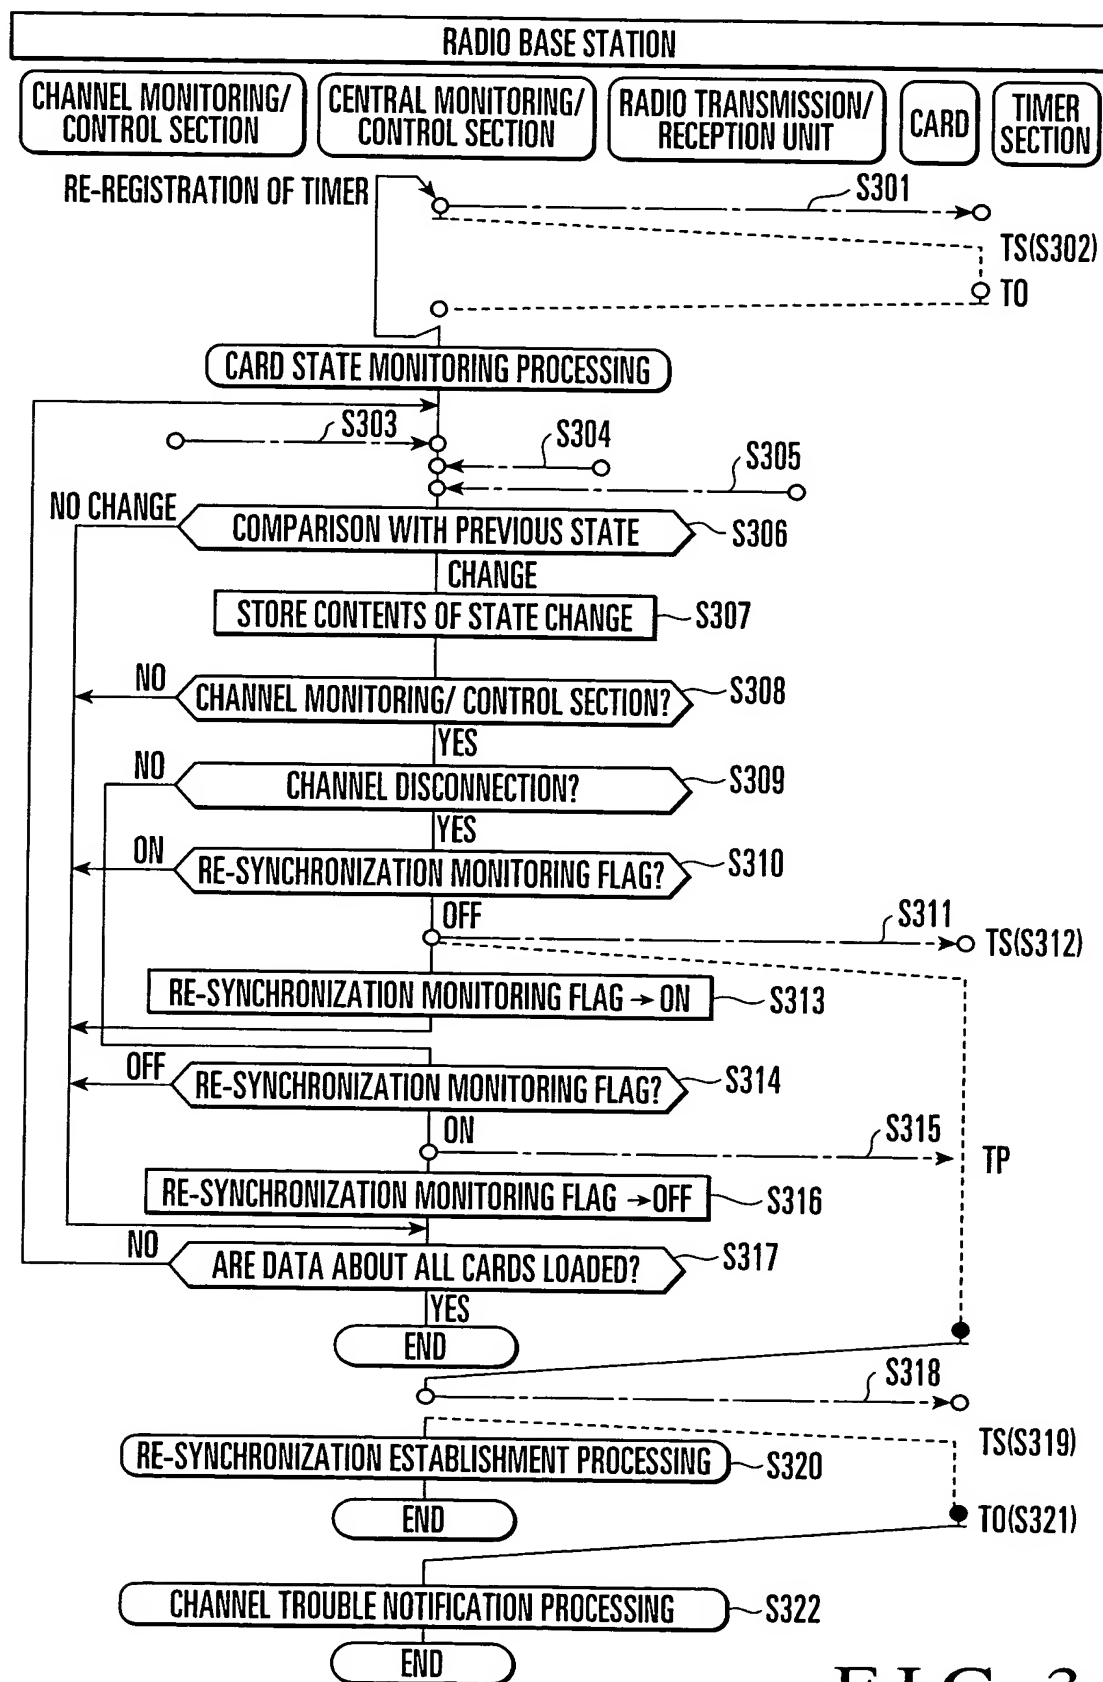 RADIO BASE STATION
CHANNEL MONITORING/
CONTROL SECTION
CENTRAL MONITORING/
CONTROL SECTION
RADIO TRANSMISSION/
RECEPTION UNIT
CARD
TIMER
SECTION
RE-REGISTRATION OF TIMER
S301
TS(S302)
TO
CARD STATE MONITORING PROCESSING
S303
S304
S305
NO CHANGE
COMPARISON WITH PREVIOUS STATE
S306
CHANGE
STORE CONTENTS OF STATE CHANGE
S307
NO
CHANNEL MONITORING/ CONTROL SECTION?
S308
YES
NO
CHANNEL DISCONNECTION?
S309
YES
ON
RE-SYNCHRONIZATION MONITORING FLAG?
S310
OFF
S311
TS(S312)
RE-SYNCHRONIZATION MONITORING FLAG → ON
S313
OFF
RE-SYNCHRONIZATION MONITORING FLAG?
S314
ON
S315
TP
RE-SYNCHRONIZATION MONITORING FLAG → OFF
S316
NO
ARE DATA ABOUT ALL CARDS LOADED?
S317
YES
END
S318
TS(S319)
RE-SYNCHRONIZATION ESTABLISHMENT PROCESSING
S320
END
TO(S321)
CHANNEL TROUBLE NOTIFICATION PROCESSING
S322
END
FIG. 3